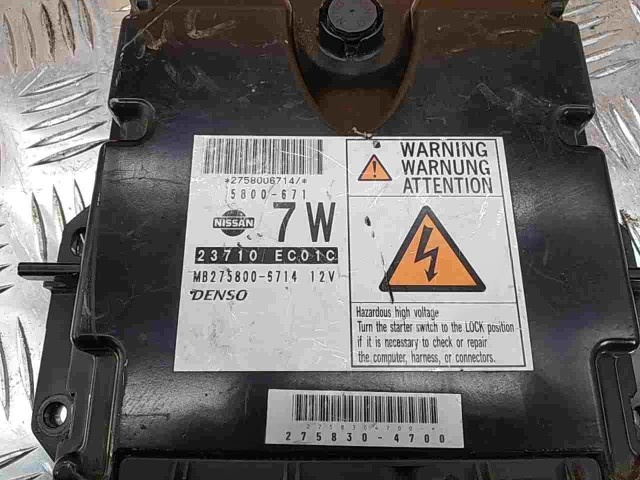 *2758006714/*
5800-671
NISSAN
7W
23710 EC01C
MB275800-6714 12V
DENSO
WARNING
WARNUNG
ATTENTION
Hazardous high voltage
Turn the starter switch to the LOCK position
if it is necessary to check or repair
the computer, harness, or connectors.
275830-4700